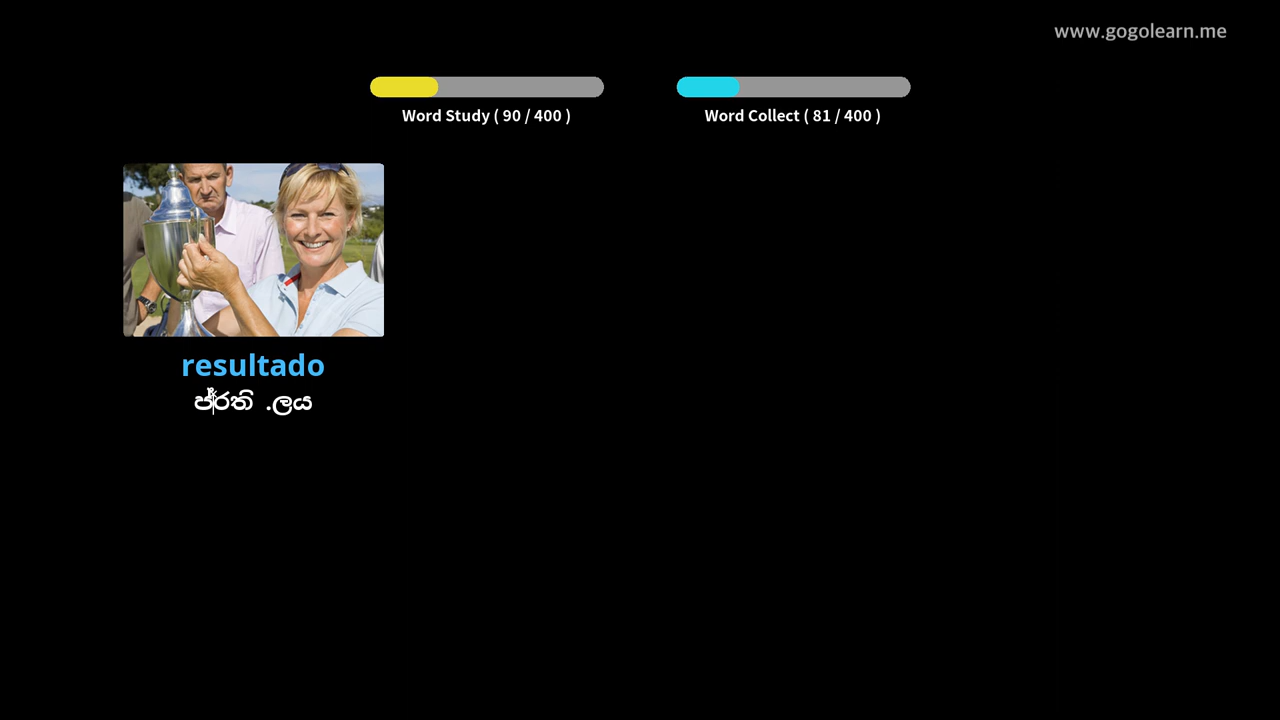 www.gogolearn.me
Word Study ( 90 / 400 )
Word Collect ( 81 / 400 )
resultado
ප්‍රති .ලය